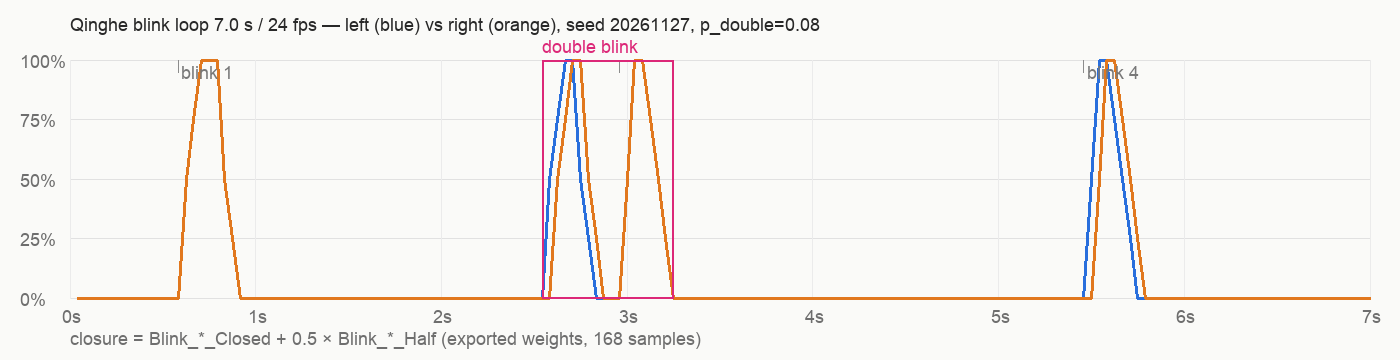 Qinghe blink loop 7.0 s / 24 fps — left (blue) vs right (orange), seed 20261127, p_double=0.08
double blink
100%
blink 1
blink 4
75%
50%
25%
0%
0s 1s 2s 3s 4s 5s 6s 7s
closure = Blink_*_Closed + 0.5 × Blink_*_Half (exported weights, 168 samples)